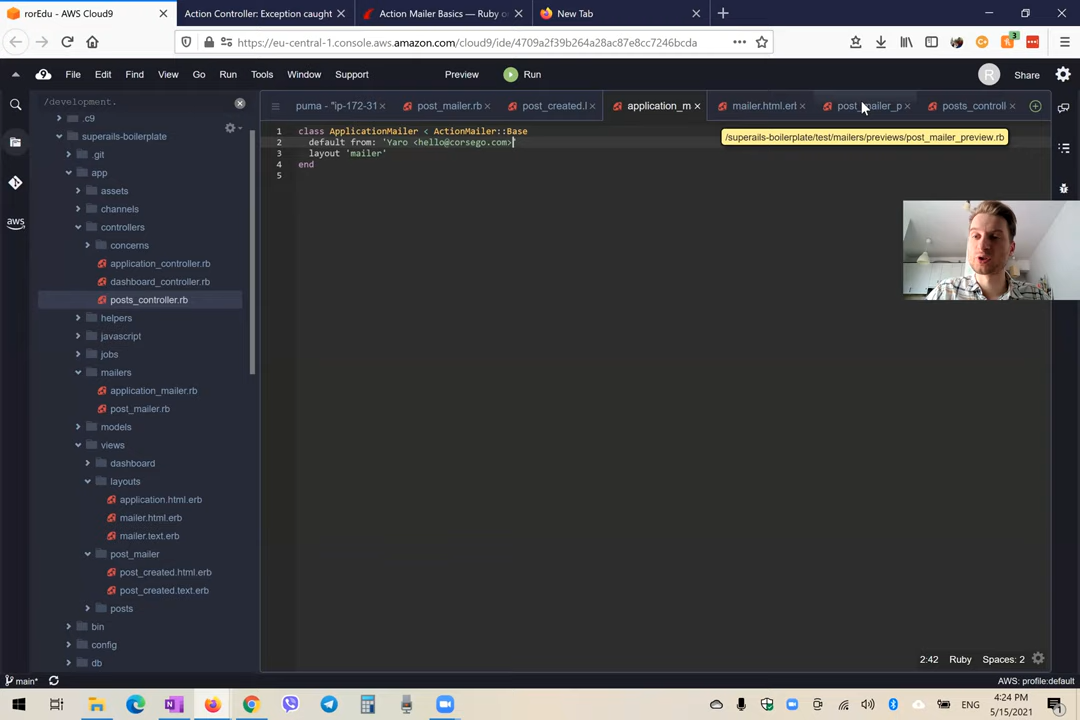 rorEdu - AWS Cloud9
Action Controller: Exception caught
Action Mailer Basics — Ruby o
New Tab
https://eu-central-1.console.aws.amazon.com/cloud9/ide/4709a2f39b264a28ac87e8cc7246bcda
3
File Edit Find View Go Run Tools Window Support Preview Run R Share
/development.
puma - "ip-172-31 post_mailer.rb post_created.l application_m mailer.html.ert post_mailer_p posts_controll
/superails-boilerplate/test/mailers/previews/post_mailer_preview.rb
.c9
superails-boilerplate
.git
app
assets
channels
controllers
concerns
application_controller.rb
dashboard_controller.rb
posts_controller.rb
helpers
javascript
jobs
mailers
application_mailer.rb
post_mailer.rb
models
views
dashboard
layouts
application.html.erb
mailer.html.erb
mailer.text.erb
post_mailer
post_created.html.erb
post_created.text.erb
posts
bin
config
db
aws
1 class ApplicationMailer < ActionMailer::Base
2 default from: 'Yaro <hello@corsego.com>'
3 layout 'mailer'
4 end
5
2:42 Ruby Spaces: 2
main*
AWS: profile:default
ENG
4:24 PM
5/15/2021
1